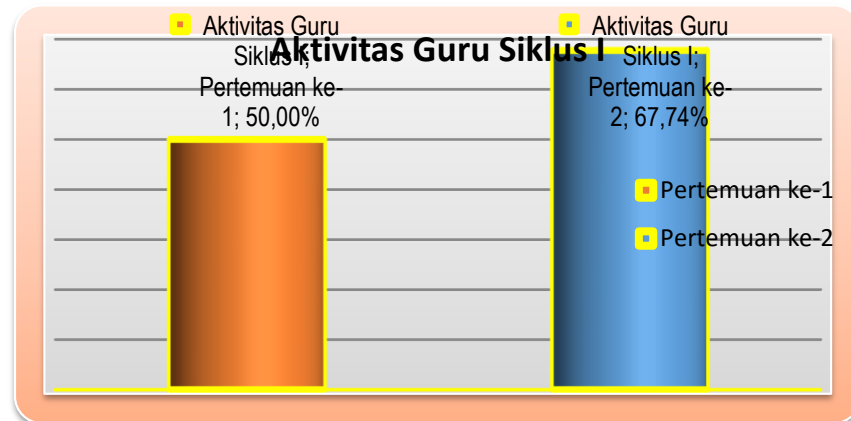 Aktivitas Guru Siklus I
Aktivitas Guru
Siklus I;
Pertemuan ke-
1; 50,00%
Aktivitas Guru
Siklus I;
Pertemuan ke-
2; 67,74%
Pertemuan ke-1
Pertemuan ke-2